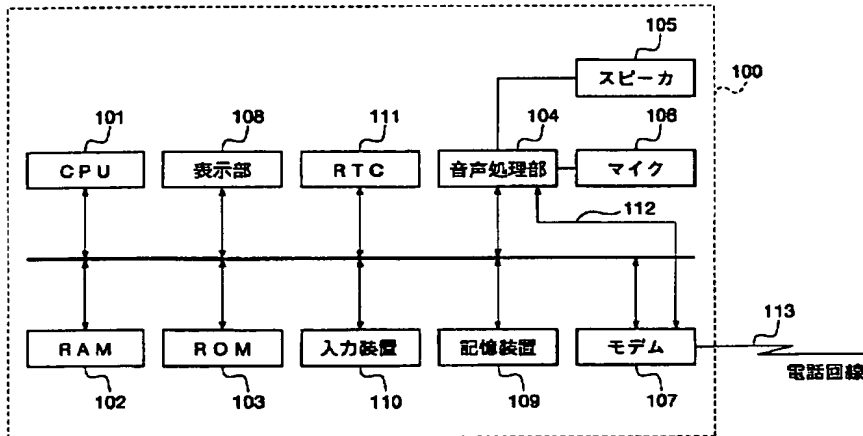 105
スピーカ
100
101
108
111
104
106
CPU
表示部
RTC
音声処理部
マイク
112
113
RAM
ROM
入力装置
記憶装置
モデム
電話回線
102
103
110
109
107